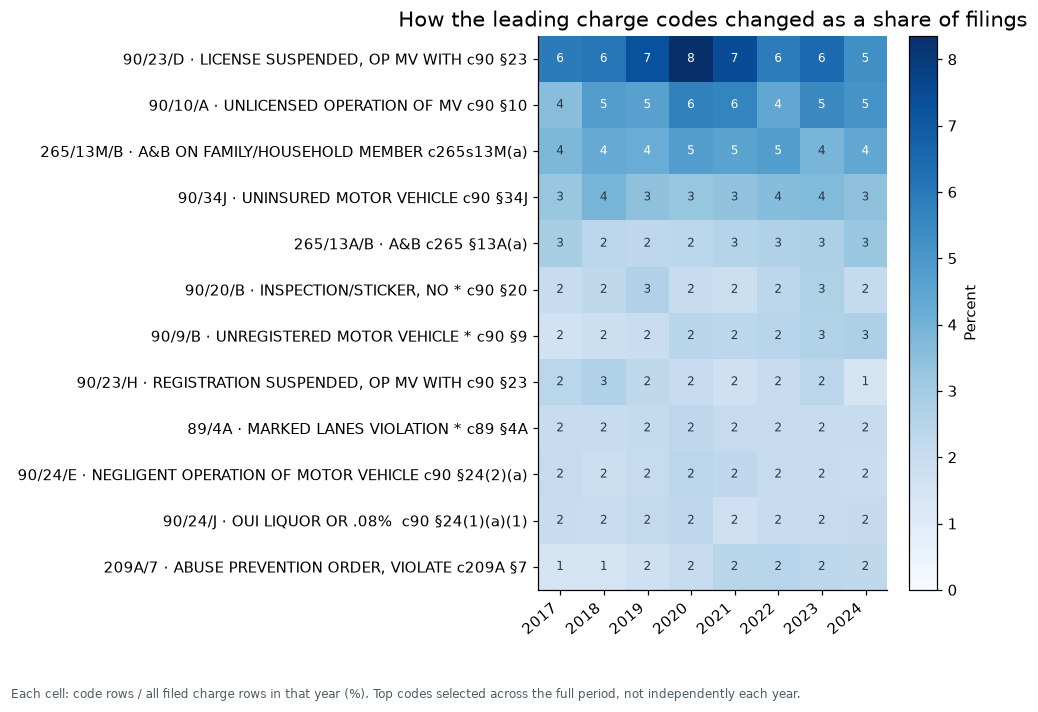 How the leading charge codes changed as a share of filings
90/23/D · LICENSE SUSPENDED, OP MV WITH c90 §23 6 6 7 8 7 6 6 5
90/10/A · UNLICENSED OPERATION OF MV c90 §10 4 5 5 6 6 4 5 5
265/13M/B · A&B ON FAMILY/HOUSEHOLD MEMBER c265s13M(a) 4 4 4 5 5 5 4 4
90/34J · UNINSURED MOTOR VEHICLE c90 §34J 3 4 3 3 3 4 4 3
265/13A/B · A&B c265 §13A(a) 3 2 2 2 3 3 3 3
90/20/B · INSPECTION/STICKER, NO * c90 §20 2 2 3 2 2 2 3 2
90/9/B · UNREGISTERED MOTOR VEHICLE * c90 §9 2 2 2 2 2 2 3 3
90/23/H · REGISTRATION SUSPENDED, OP MV WITH c90 §23 2 3 2 2 2 2 2 1
89/4A · MARKED LANES VIOLATION * c89 §4A 2 2 2 2 2 2 2 2
90/24/E · NEGLIGENT OPERATION OF MOTOR VEHICLE c90 §24(2)(a) 2 2 2 2 2 2 2 2
90/24/J · OUI LIQUOR OR .08%  c90 §24(1)(a)(1) 2 2 2 2 2 2 2 2
209A/7 · ABUSE PREVENTION ORDER, VIOLATE c209A §7 1 1 2 2 2 2 2 2
2017 2018 2019 2020 2021 2022 2023 2024
8
7
6
5
4
3
2
1
0
Percent
Each cell: code rows / all filed charge rows in that year (%). Top codes selected across the full period, not independently each year.